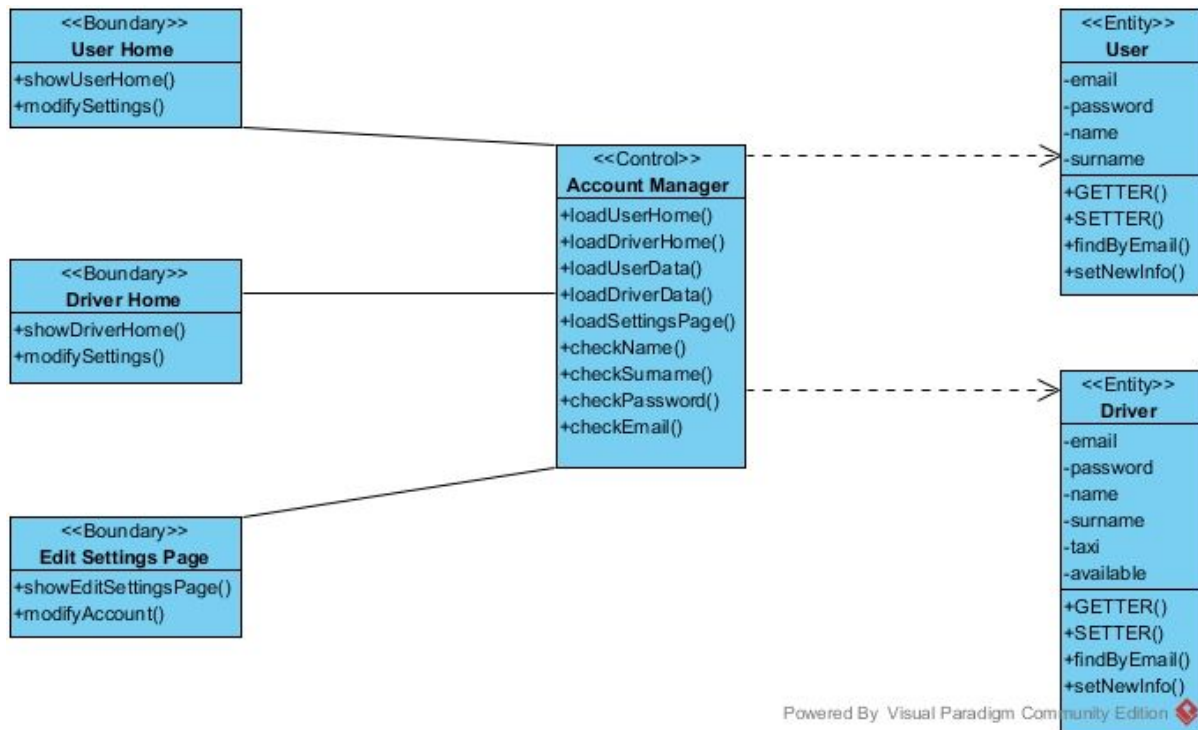 <<Boundary>>
User Home
+showUserHome()
+modifySettings()
<<Boundary>>
Driver Home
+showDriverHome()
+modifySettings()
<<Boundary>>
Edit Settings Page
+showEditSettingsPage()
+modifyAccount()
<<Control>>
Account Manager
+loadUserHome()
+loadDriverHome()
+loadUserData()
+loadDriverData()
+loadSettingsPage()
+checkName()
+checkSurname()
+checkPassword()
+checkEmail()
<<Entity>>
User
-email
-password
-name
-surname
+GETTER()
+SETTER()
+findByEmail()
+setNewInfo()
<<Entity>>
Driver
-email
-password
-name
-surname
-taxi
-available
+GETTER()
+SETTER()
+findByEmail()
+setNewInfo()
Powered By Visual Paradigm Community Edition